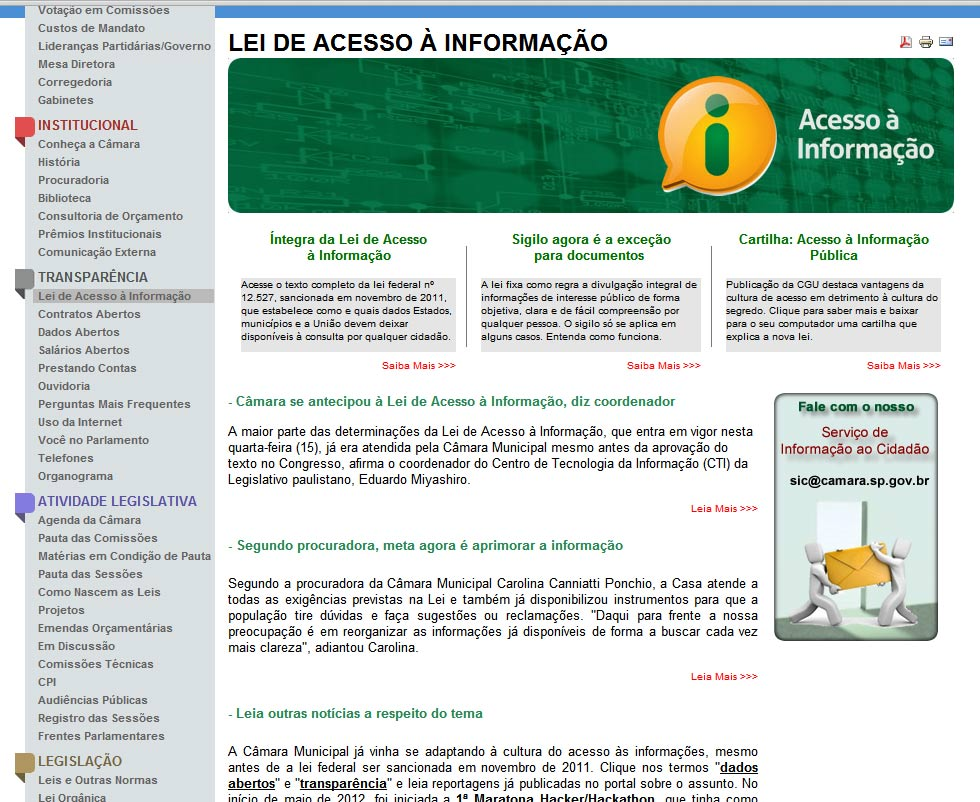 Votação em Comissões
Custos de Mandato
Lideranças Partidárias/Governo
Mesa Diretora
Corregedoria
Gabinetes
INSTITUCIONAL
Conheça a Câmara
História
Procuradoria
Biblioteca
Consultoria de Orçamento
Prêmios Institucionais
Comunicação Externa
TRANSPARÊNCIA
Lei de Acesso à Informação
Contratos Abertos
Dados Abertos
Salários Abertos
Prestando Contas
Ouvidoria
Perguntas Mais Frequentes
Uso da Internet
Você no Parlamento
Telefones
Organograma
ATIVIDADE LEGISLATIVA
Agenda da Câmara
Pauta das Comissões
Matérias em Condição de Pauta
Pauta das Sessões
Como Nascem as Leis
Projetos
Emendas Orçamentárias
Em Discussão
Comissões Técnicas
CPI
Audiências Públicas
Registro das Sessões
Frentes Parlamentares
LEGISLAÇÃO
Leis e Outras Normas
Lei Orgânica
LEI DE ACESSO À INFORMAÇÃO
Acesso à
Informação
Íntegra da Lei de Acesso
à Informação
Acesse o texto completo da lei federal nº
12.527, sancionada em novembro de 2011,
que estabelece como e quais dados Estados,
municípios e a União devem deixar
disponíveis à consulta por qualquer cidadão.
Saiba Mais >>>
Sigilo agora é a exceção
para documentos
A lei fixa como regra a divulgação integral de
informações de interesse público de forma
objetiva, clara e de fácil compreensão por
qualquer pessoa. O sigilo só se aplica em
alguns casos. Entenda como funciona.
Saiba Mais >>>
Cartilha: Acesso à Informação
Pública
Publicação da CGU destaca vantagens da
cultura de acesso em detrimento à cultura do
segredo. Clique para saber mais e baixar
para o seu computador uma cartilha que
explica a nova lei.
Saiba Mais >>>
- Câmara se antecipou à Lei de Acesso à Informação, diz coordenador
A maior parte das determinações da Lei de Acesso à Informação, que entra em vigor nesta
quarta-feira (15), já era atendida pela Câmara Municipal mesmo antes da aprovação do
texto no Congresso, afirma o coordenador do Centro de Tecnologia da Informação (CTI) da
Legislativo paulistano, Eduardo Miyashiro.
Leia Mais >>>
- Segundo procuradora, meta agora é aprimorar a informação
Segundo a procuradora da Câmara Municipal Carolina Canniatti Ponchio, a Casa atende a
todas as exigências previstas na Lei e também já disponibilizou instrumentos para que a
população tire dúvidas e faça sugestões ou reclamações. "Daqui para frente a nossa
preocupação é em reorganizar as informações já disponíveis de forma a buscar cada vez
mais clareza", adiantou Carolina.
Leia Mais >>>
- Leia outras notícias a respeito do tema
A Câmara Municipal já vinha se adaptando à cultura do acesso às informações, mesmo
antes de a lei federal ser sancionada em novembro de 2011. Clique nos termos "dados
abertos" e "transparência" e leia reportagens já publicadas no portal sobre o assunto. No
início de maio de 2012, foi iniciada a 1ª Maratona Hacker/Hackathon, que tinha como
Fale com o nosso
Serviço de
Informação ao Cidadão
sic@camara.sp.gov.br